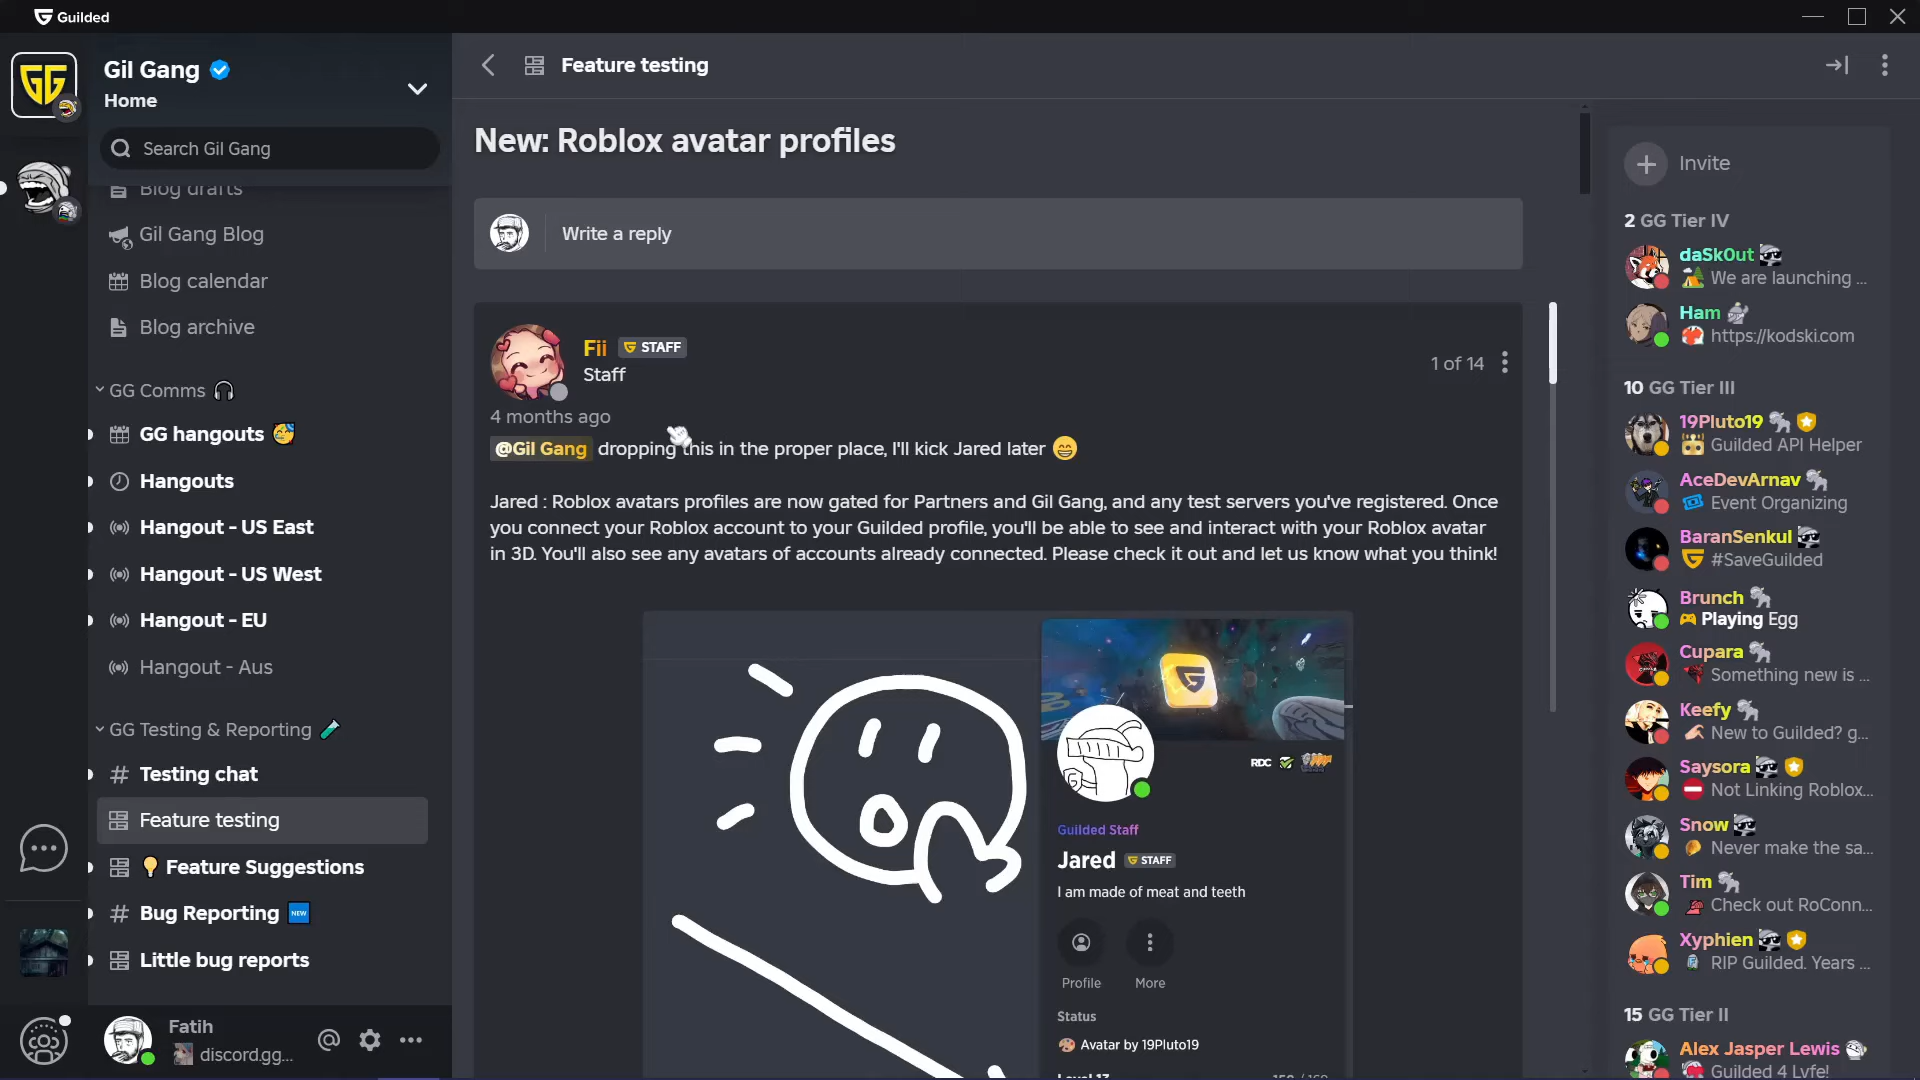 Guilded
GG
Gil Gang
Home
Search Gil Gang
Blog drafts
Gil Gang Blog
Blog calendar
Blog archive
GG Comms
GG hangouts
Hangouts
Hangout - US East
Hangout - US West
Hangout - EU
Hangout - Aus
GG Testing & Reporting
Testing chat
Feature testing
Feature Suggestions
Bug Reporting NEW
Little bug reports
Fatih
discord.gg...
Feature testing
New: Roblox avatar profiles
Write a reply
Fii STAFF
Staff
1 of 14
4 months ago
@Gil Gang dropping this in the proper place, I'll kick Jared later
Jared : Roblox avatars profiles are now gated for Partners and Gil Gang, and any test servers you've registered. Once
you connect your Roblox account to your Guilded profile, you'll be able to see and interact with your Roblox avatar
in 3D. You'll also see any avatars of accounts already connected. Please check it out and let us know what you think!
RDC
Guilded Staff
Jared STAFF
I am made of meat and teeth
Profile More
Status
Avatar by 19Pluto19
Invite
2 GG Tier IV
daSk0ut
We are launching ...
Ham
https://kodski.com
10 GG Tier III
19Pluto19
Guilded API Helper
AceDevArnav
Event Organizing
BaranSenkul
#SaveGuilded
Brunch
Playing Egg
Cupara
Something new is ...
Keefy
New to Guilded? g...
Saysora
Not Linking Roblox...
Snow
Never make the sa...
Tim
Check out RoConn...
Xyphien
RIP Guilded. Years ...
15 GG Tier II
Alex Jasper Lewis
Guilded 4 Lyfe!